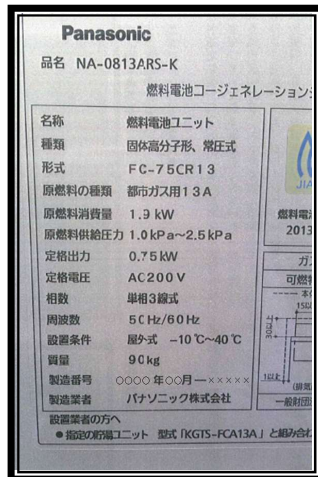 Panasonic
品名 NA-0813ARS-K
燃料電池コージェネレーション
名称 燃料電池ユニット
種類 固体高分子形、常圧式
形式 FC-75CR13
原燃料の種類 都市ガス用13A
原燃料消費量 1.9 kW
原燃料供給圧力 1.0kPa～2.5kPa
定格出力 0.75kW
定格電圧 AC200V
相数 単相3線式
周波数 50Hz/60Hz
設置条件 屋外式 -10℃～40℃
質量 90kg
製造番号 ○○○○年○○月―×××××
製造業者 パナソニック株式会社
設置業者の方へ
●指定の貯湯ユニット 型式「KGTS-FCA13A」と組み合わ
JIA
燃料電
2013
ガ
可燃
1以上
一般財団